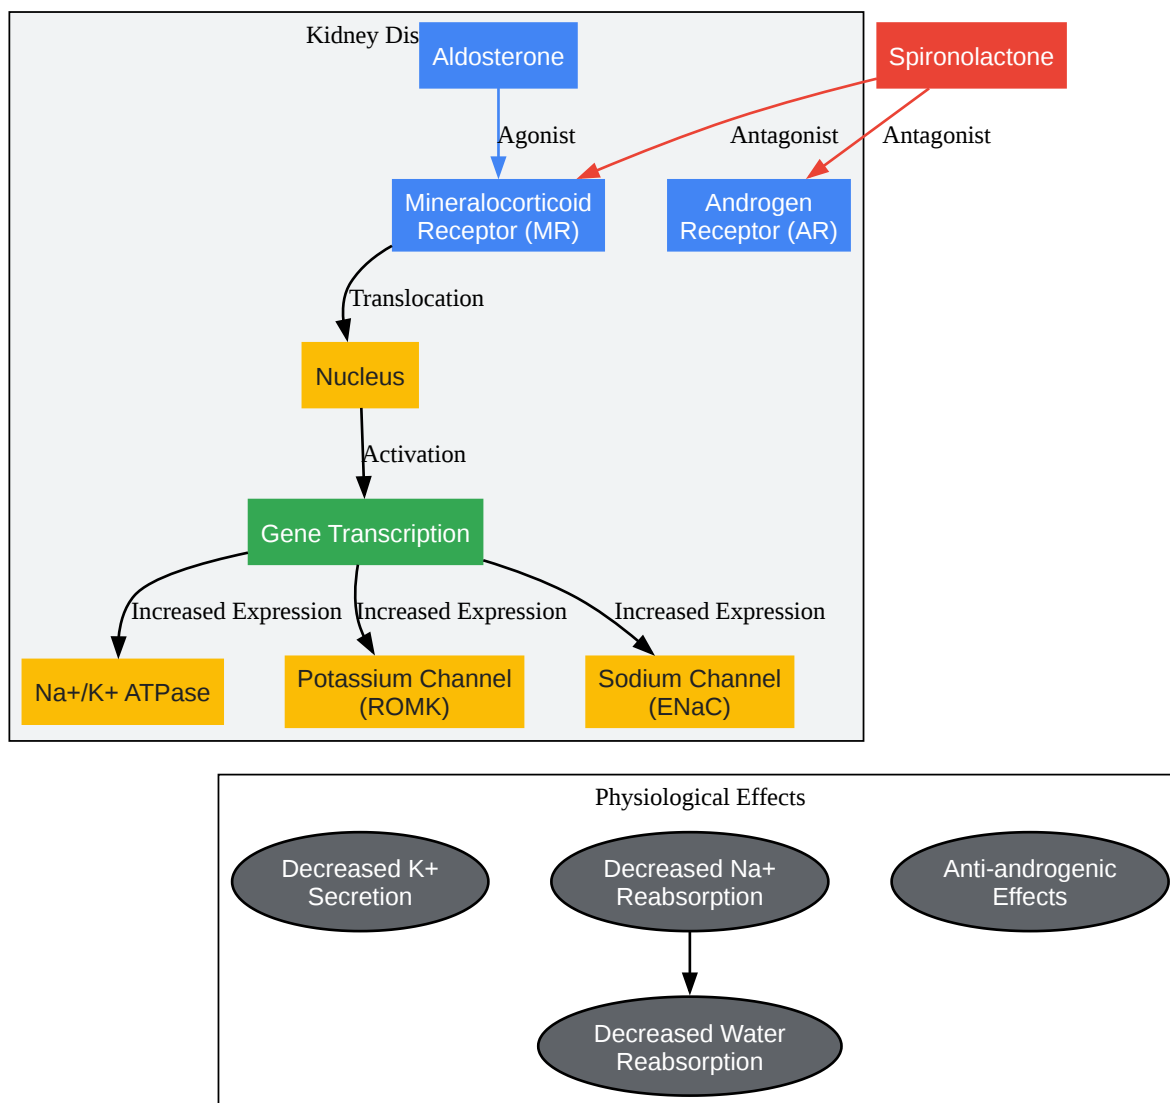 Kidney Dis
Aldosterone
Spironolactone
Agonist
Antagonist
Antagonist
Mineralocorticoid
Receptor (MR)
Androgen
Receptor (AR)
Translocation
Nucleus
Activation
Gene Transcription
Increased Expression
Increased Expression
Increased Expression
Na+/K+ ATPase
Potassium Channel
(ROMK)
Sodium Channel
(ENaC)
Physiological Effects
Decreased K+
Secretion
Decreased Na+
Reabsorption
Anti-androgenic
Effects
Decreased Water
Reabsorption